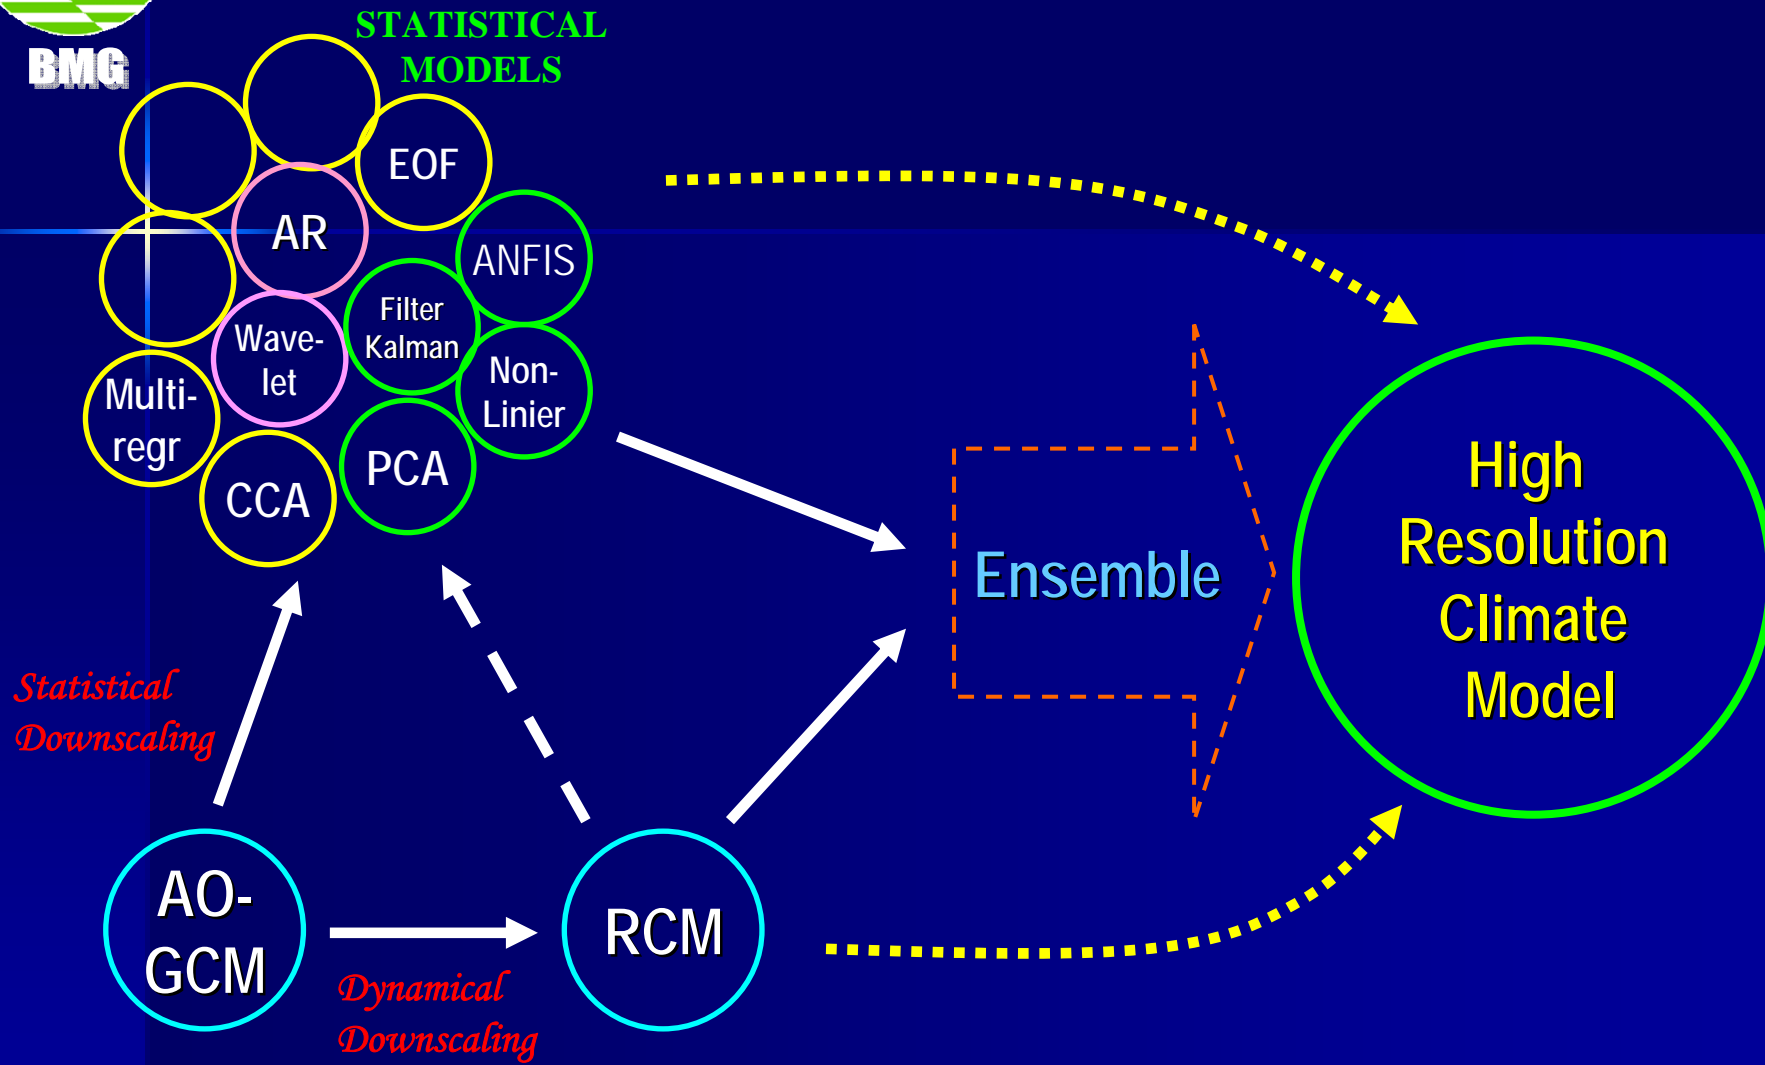 BMG
STATISTICAL
MODELS
EOF
AR
ANFIS
Filter
Kalman
Wave-
let
Non-
Linier
Multi-
regr
PCA
CCA
Ensemble
High
Resolution
Climate
Model
Statistical
Downscaling
AO-
GCM
RCM
Dynamical
Downscaling